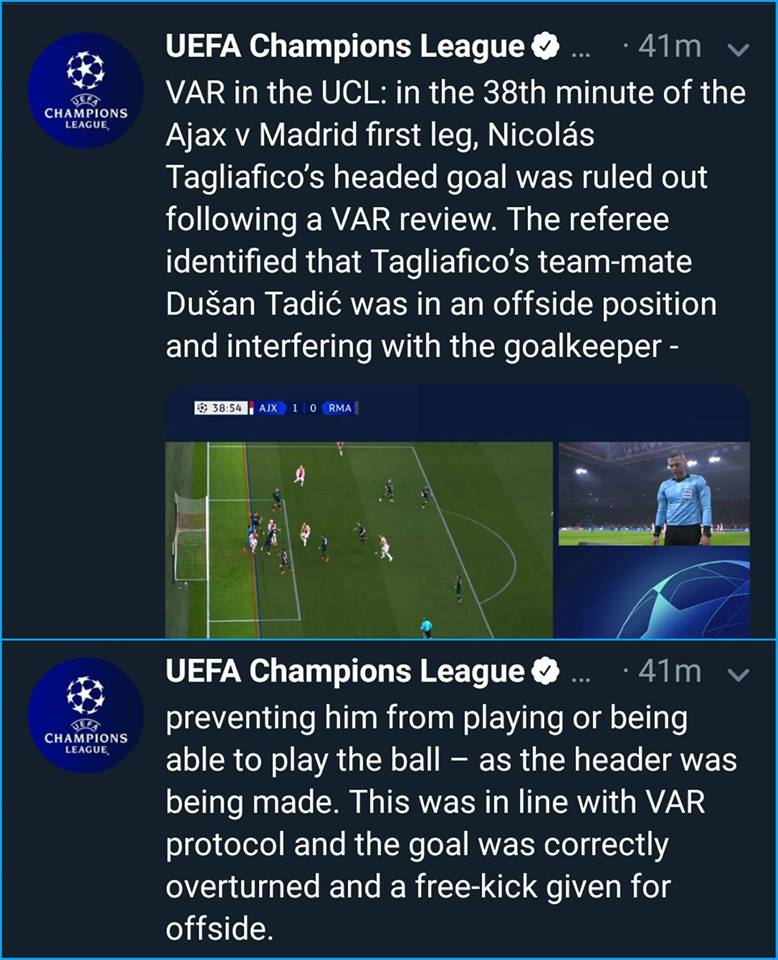 UEFA Champions League ... · 41m
UEFA
CHAMPIONS
LEAGUE
VAR in the UCL: in the 38th minute of the
Ajax v Madrid first leg, Nicolás
Tagliafico’s headed goal was ruled out
following a VAR review. The referee
identified that Tagliafico’s team-mate
Dušan Tadić was in an offside position
and interfering with the goalkeeper -
38:54 AJX 1 0 RMA
UEFA Champions League ... · 41m
UEFA
CHAMPIONS
LEAGUE
preventing him from playing or being
able to play the ball – as the header was
being made. This was in line with VAR
protocol and the goal was correctly
overturned and a free-kick given for
offside.